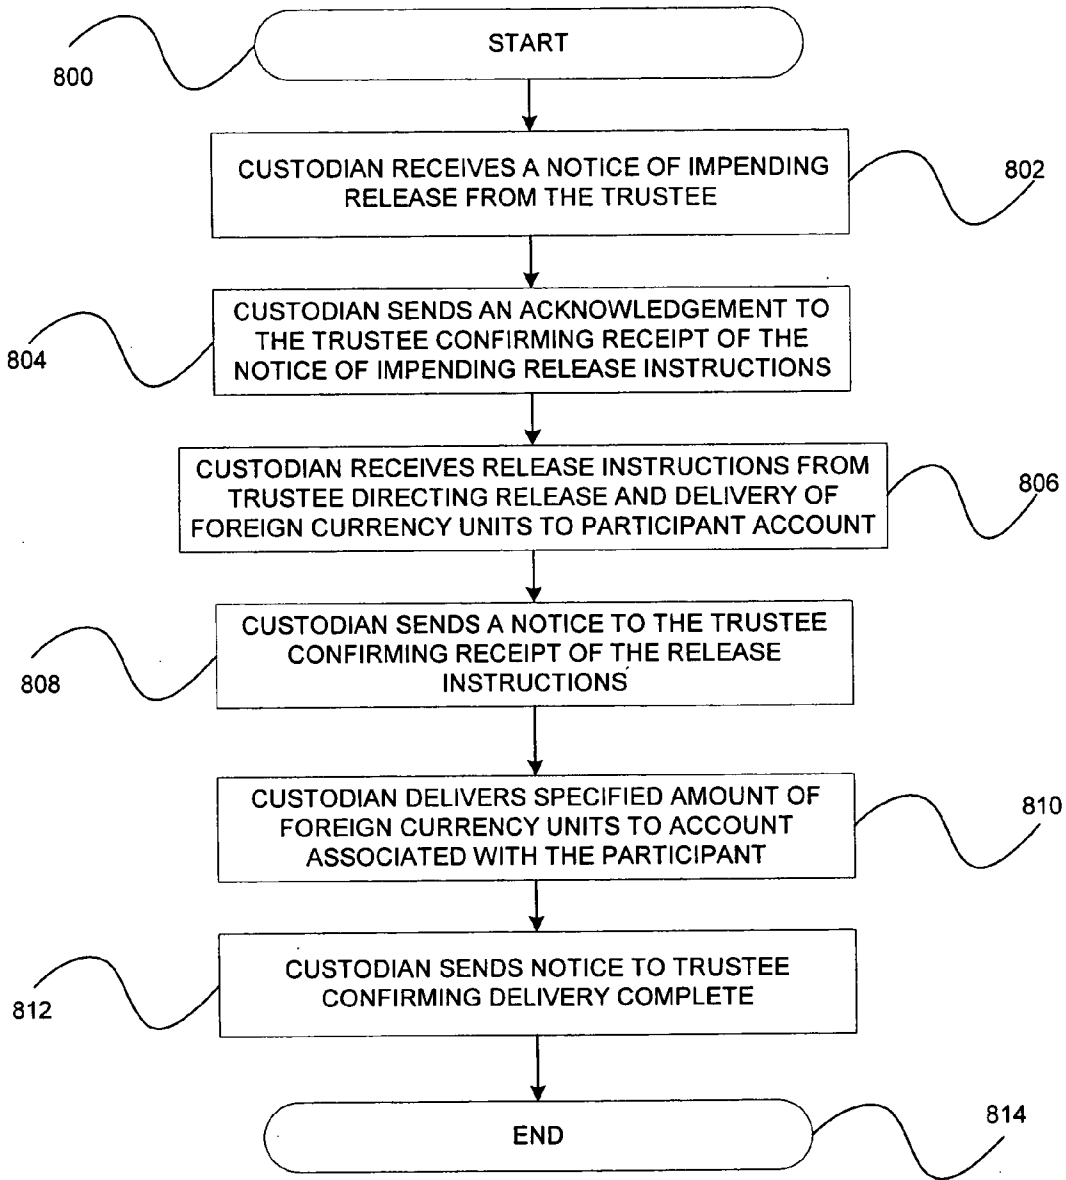 START
800
CUSTODIAN RECEIVES A NOTICE OF IMPENDING
RELEASE FROM THE TRUSTEE
802
CUSTODIAN SENDS AN ACKNOWLEDGEMENT TO
THE TRUSTEE CONFIRMING RECEIPT OF THE
NOTICE OF IMPENDING RELEASE INSTRUCTIONS
804
CUSTODIAN RECEIVES RELEASE INSTRUCTIONS FROM
TRUSTEE DIRECTING RELEASE AND DELIVERY OF
FOREIGN CURRENCY UNITS TO PARTICIPANT ACCOUNT
806
CUSTODIAN SENDS A NOTICE TO THE TRUSTEE
CONFIRMING RECEIPT OF THE RELEASE
INSTRUCTIONS
808
CUSTODIAN DELIVERS SPECIFIED AMOUNT OF
FOREIGN CURRENCY UNITS TO ACCOUNT
ASSOCIATED WITH THE PARTICIPANT
810
CUSTODIAN SENDS NOTICE TO TRUSTEE
CONFIRMING DELIVERY COMPLETE
812
END
814